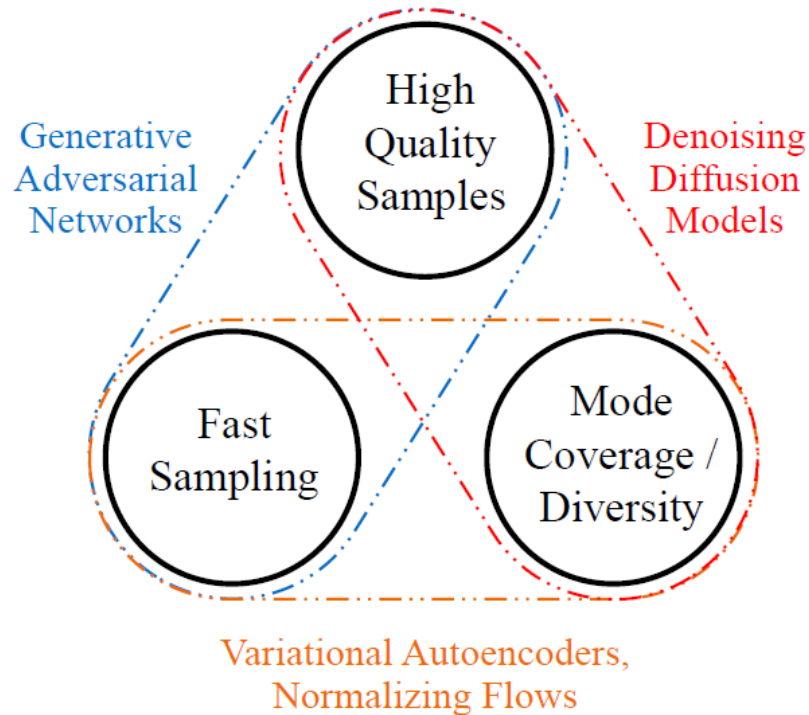 High
Quality
Samples
Generative
Adversarial
Networks
Denoising
Diffusion
Models
Fast
Sampling
Mode
Coverage /
Diversity
Variational Autoencoders,
Normalizing Flows